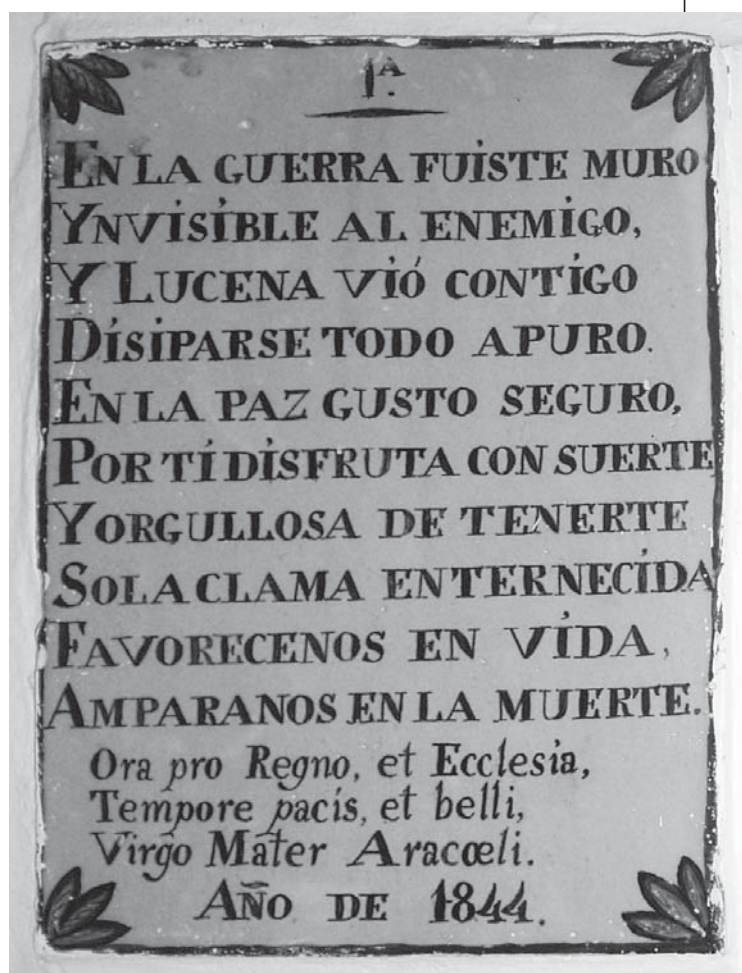 1ª.
EN LA GUERRA FUISTE MURO
YNVISIBLE AL ENEMIGO,
Y LUCENA VIÓ CONTIGO
DISIPARSE TODO APURO.
EN LA PAZ GUSTO SEGURO,
POR TI DISFRUTA CON SUERTE
Y ORGULLOSA DE TENERTE
SOLA CLAMA ENTERNECIDA
FAVORECENOS EN VIDA,
AMPARANOS EN LA MUERTE.
Ora pro Regno, et Ecclesia,
Tempore pacis, et belli,
Virgo Mater Aracœli.
AÑO DE 1844.